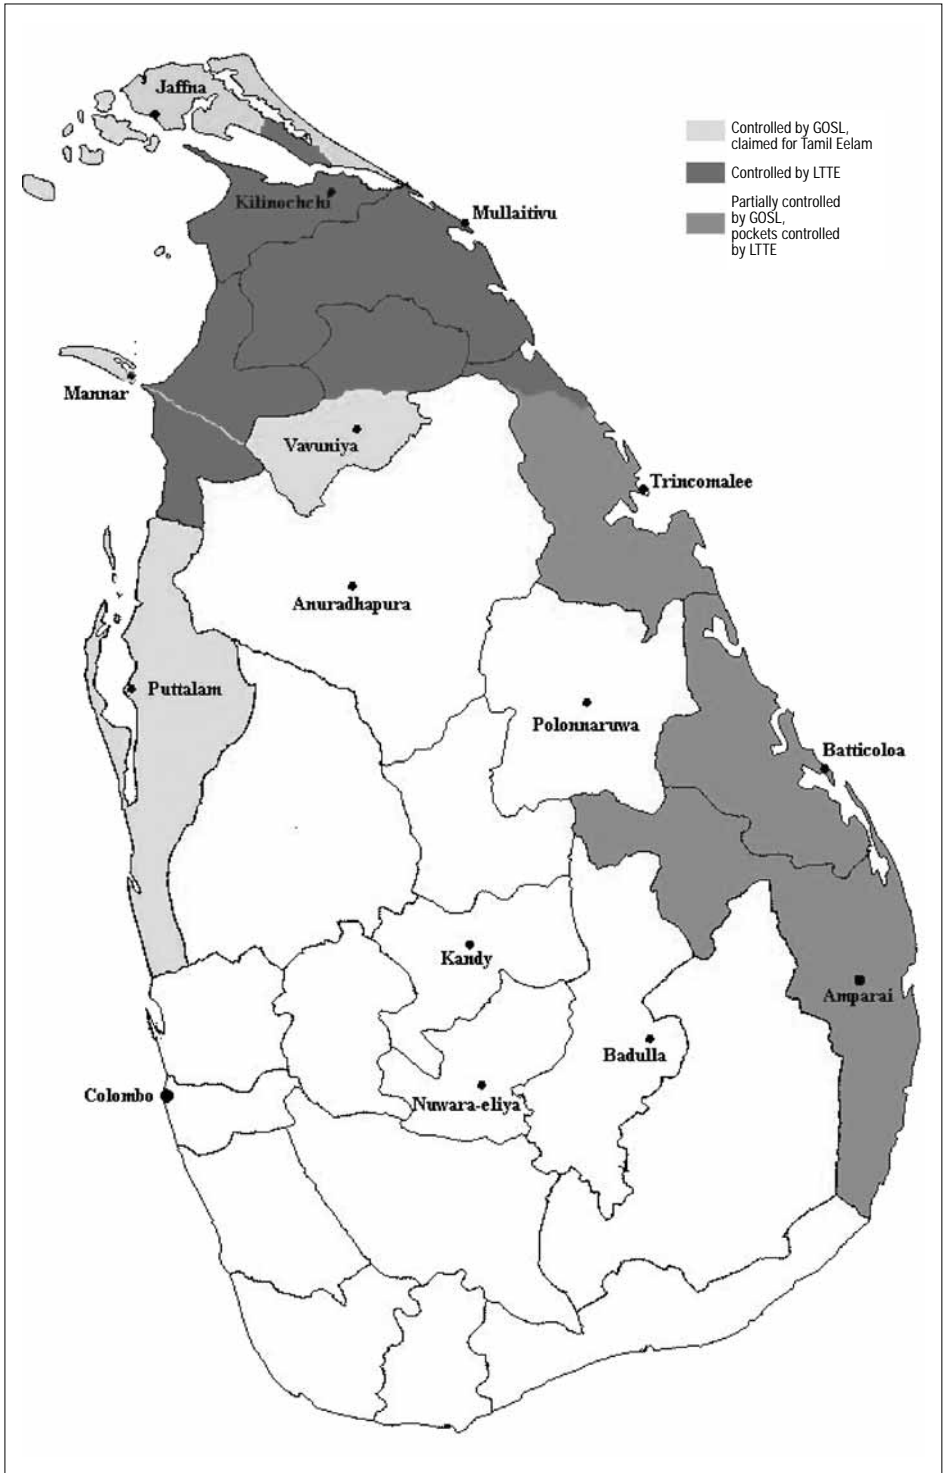 Jaffna
Controlled by GOSL,
claimed for Tamil Eelam
Controlled by LTTE
Partially controlled
by GOSL,
pockets controlled
by LTTE
Kilinochchi
Mullaitivu
Mannar
Vavuniya
Trincomalee
Anuradhapura
Puttalam
Polonnaruwa
Batticoloa
Kandy
Amparai
Badulla
Colombo
Nuwara-eliya